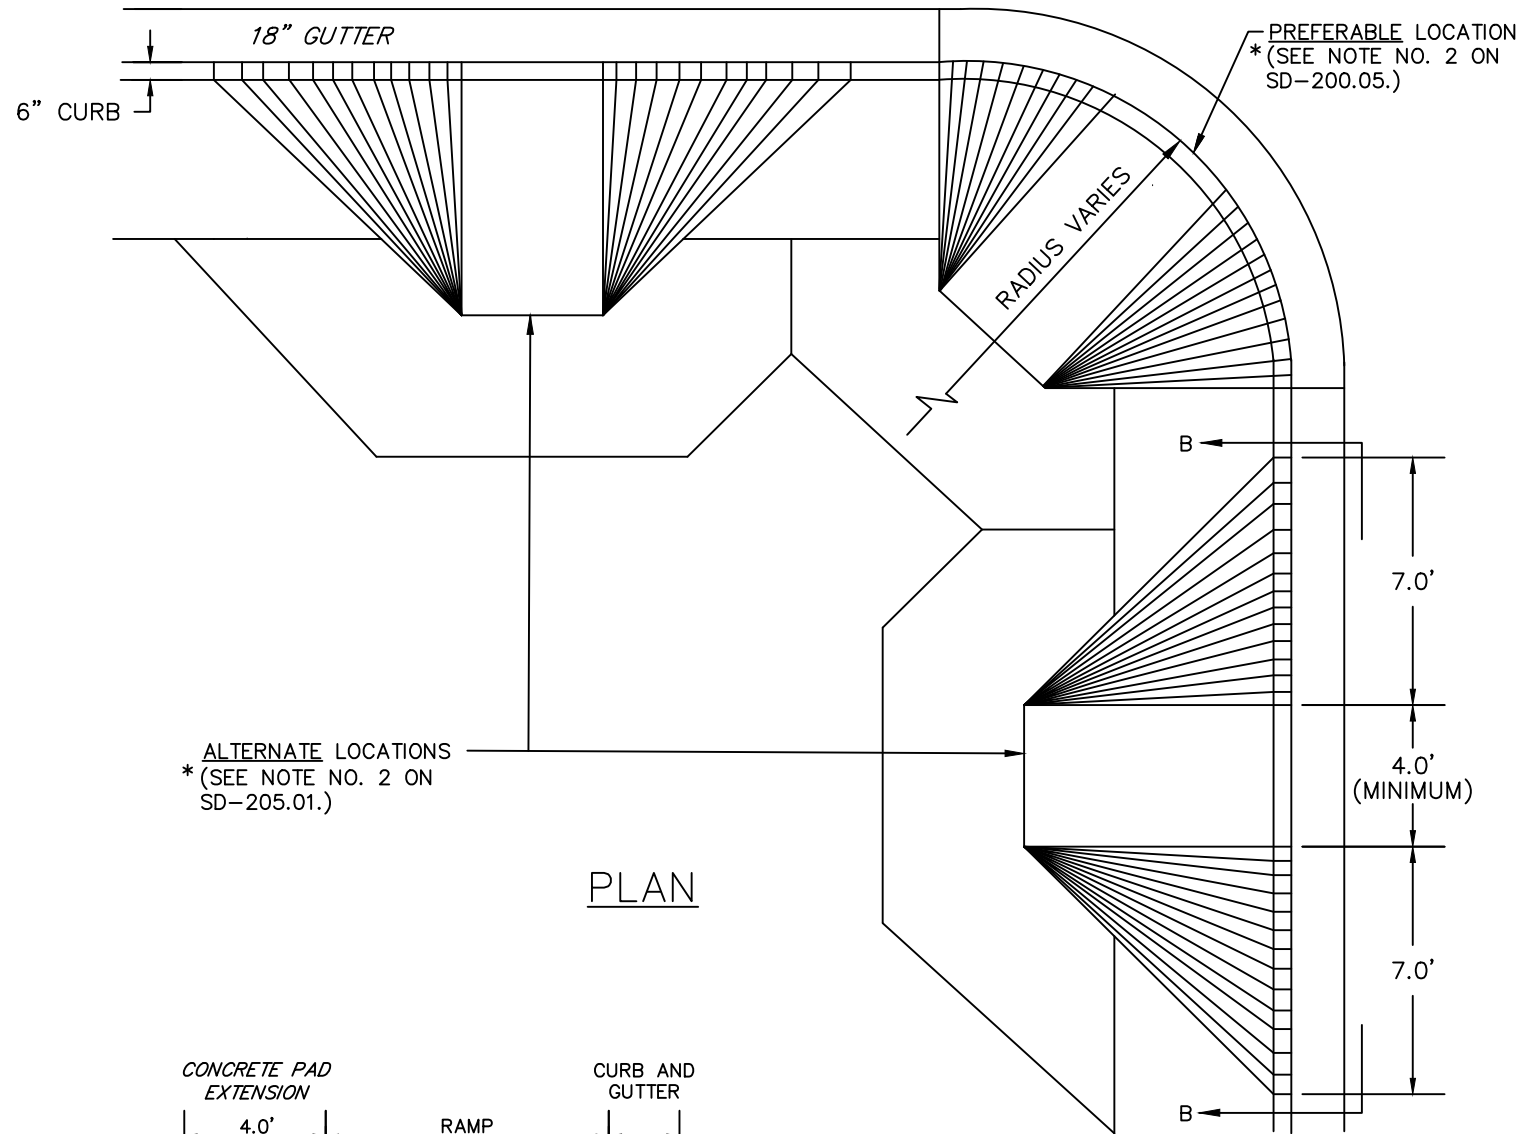 18” GUTTER
6” CURB
PREFERABLE LOCATION
*(SEE NOTE NO. 2 ON
SD-200.05.)
RADIUS VARIES
B
7.0’
4.0’
(MINIMUM)
7.0’
B
ALTERNATE LOCATIONS
*(SEE NOTE NO. 2 ON
SD-205.01.)
PLAN
CONCRETE PAD
EXTENSION
4.0’
RAMP
CURB AND
GUTTER